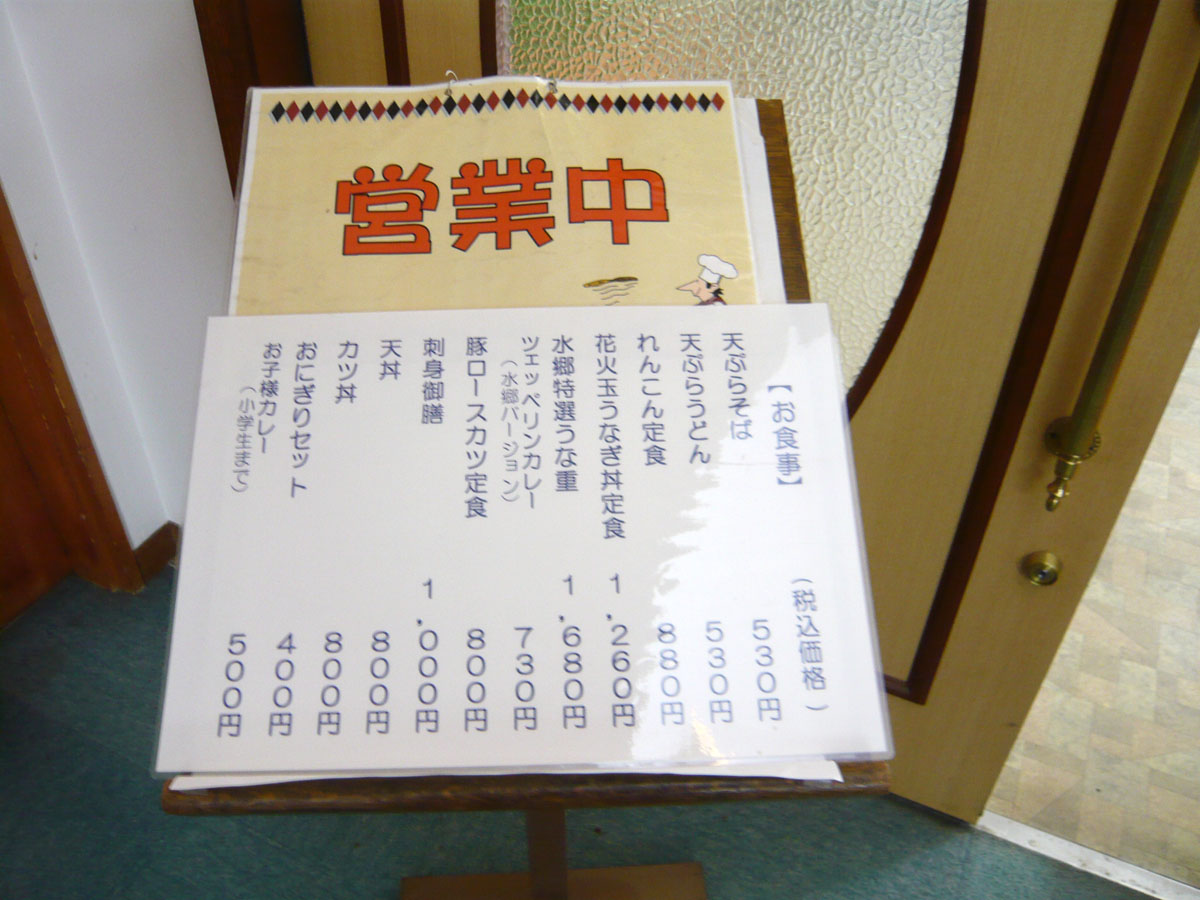 営業中
【お食事】 (税込価格)
天ぷらそば 530円
天ぷらうどん 530円
れんこん定食 880円
花火玉うなぎ丼定食 1,260円
水郷特選うな重 1,680円
ツェッペリンカレー 730円
(水郷バージョン)
豚ロースカツ定食 800円
刺身御膳 1,000円
天丼 800円
カツ丼 800円
おにぎりセット 400円
お子様カレー 500円
(小学生まで)